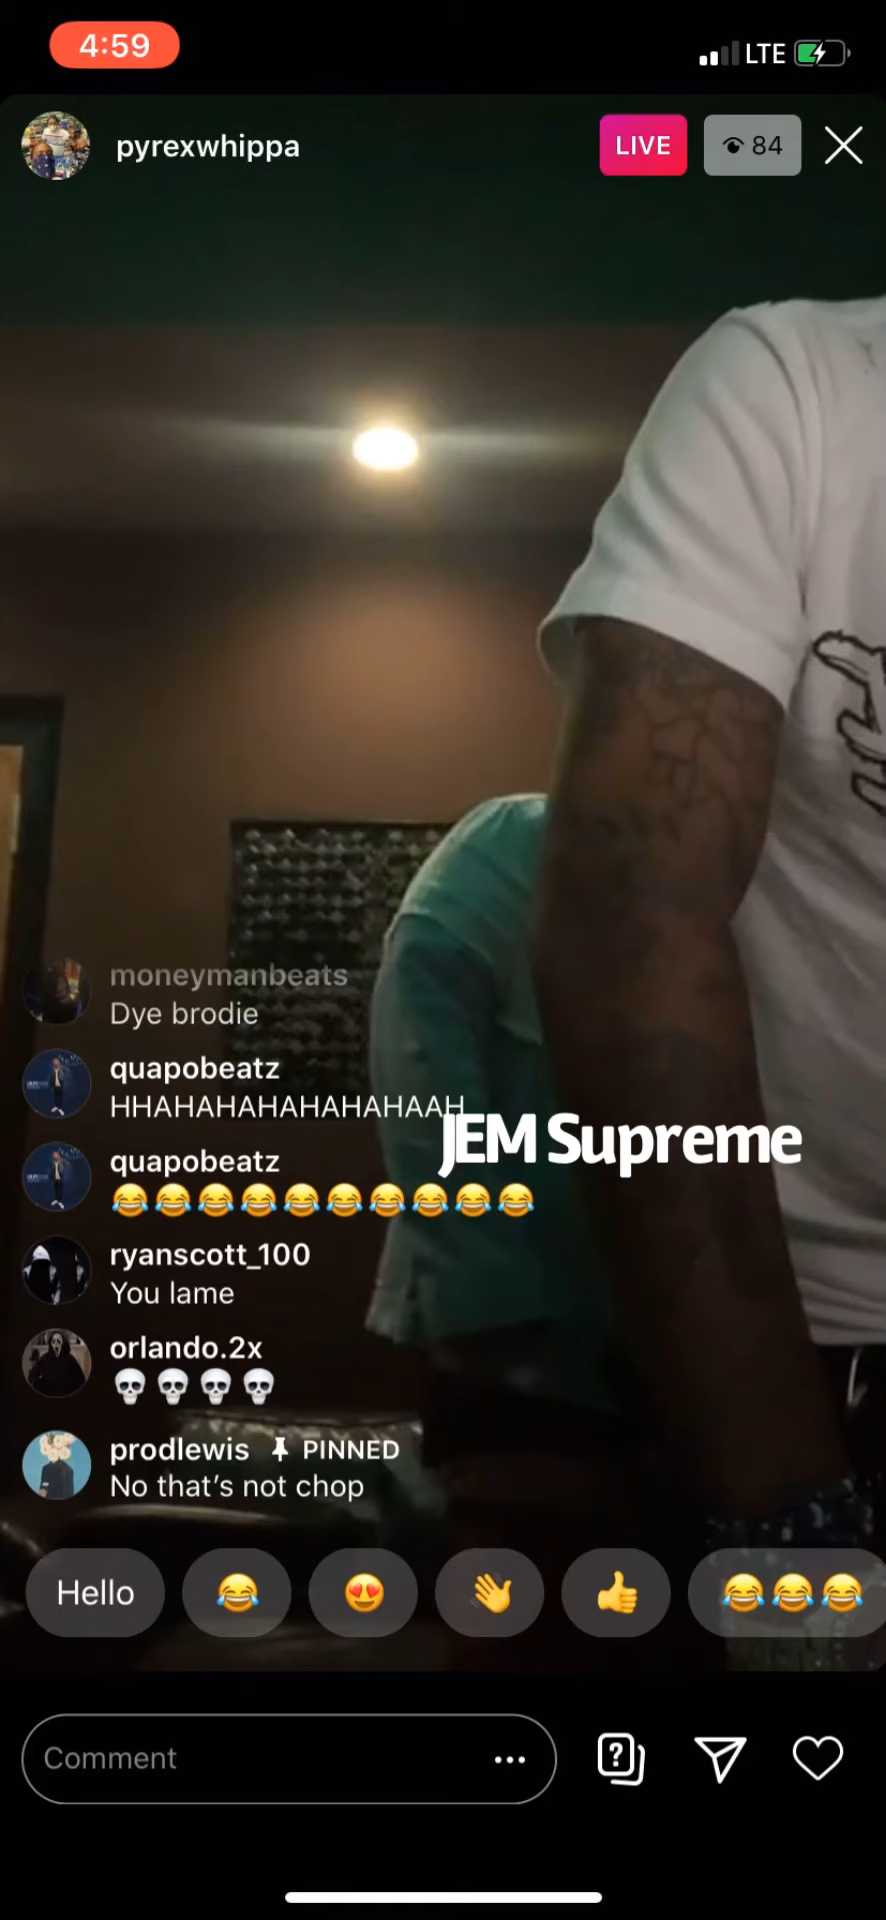 4:59
LTE
pyrexwhippa
LIVE
84
moneymanbeats
Dye brodie
quapobeatz
HHAHAHAHAHAHAHAAH
JEM Supreme
quapobeatz
😂😂😂😂😂😂😂😂😂😂
ryanscott_100
You lame
orlando.2x
💀💀💀💀
prodlewis PINNED
No that's not chop
Hello 😂 😍 👋 👍 😂😂😂
Comment